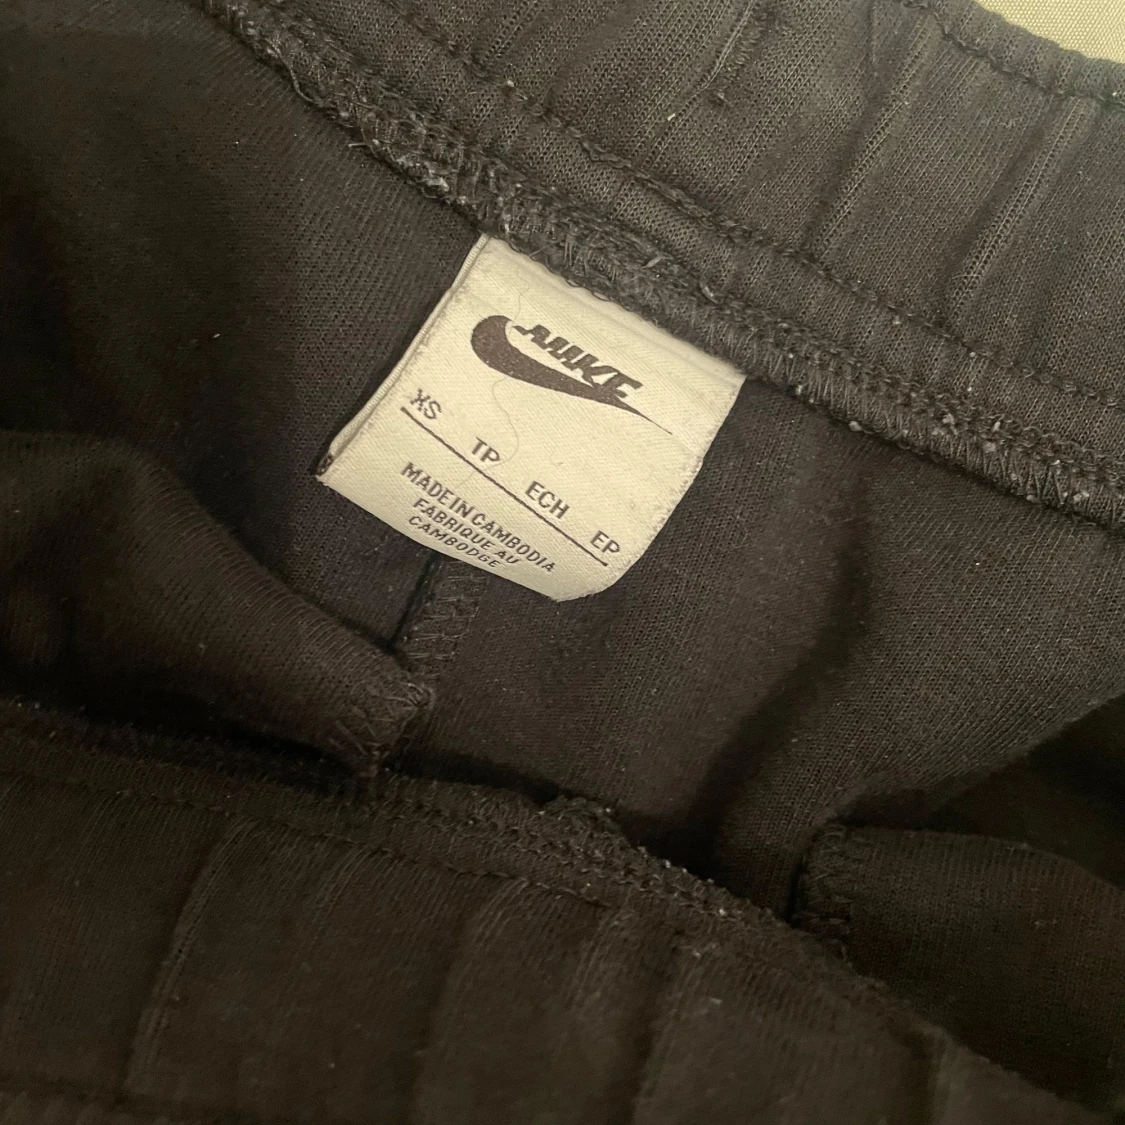 NIKE
XS TP ECH EP
MADE IN CAMBODIA
FABRIQUE AU
CAMBODGE